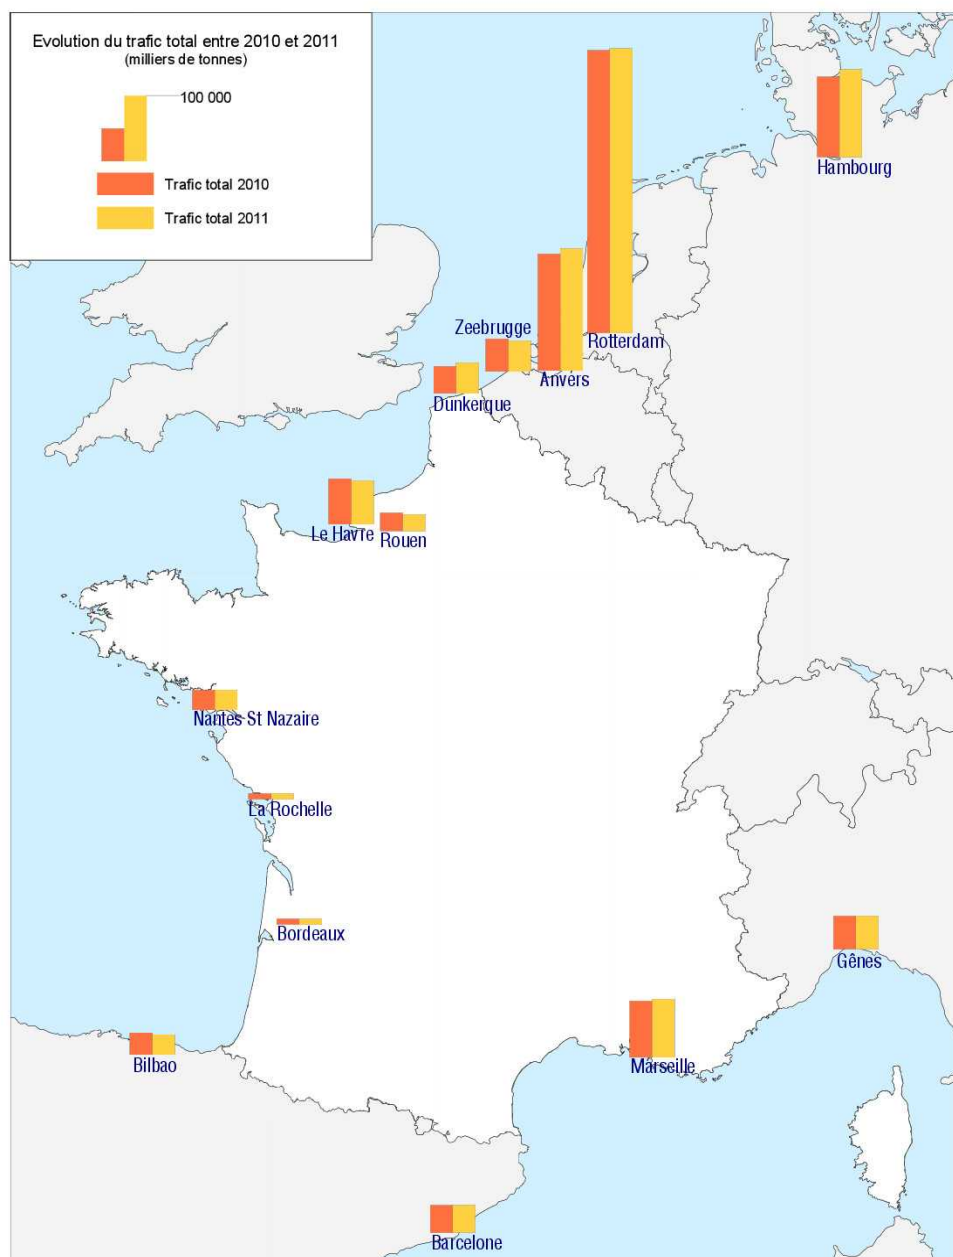 Evolution du trafic total entre 2010 et 2011
(milliers de tonnes)
100 000
Trafic total 2010
Trafic total 2011
Hambourg
Zeebrugge
Rotterdam
Anvers
Dunkerque
Le Havre
Rouen
Nantes St Nazaire
La Rochelle
Bordeaux
Gênes
Bilbao
Marseille
Barcelone